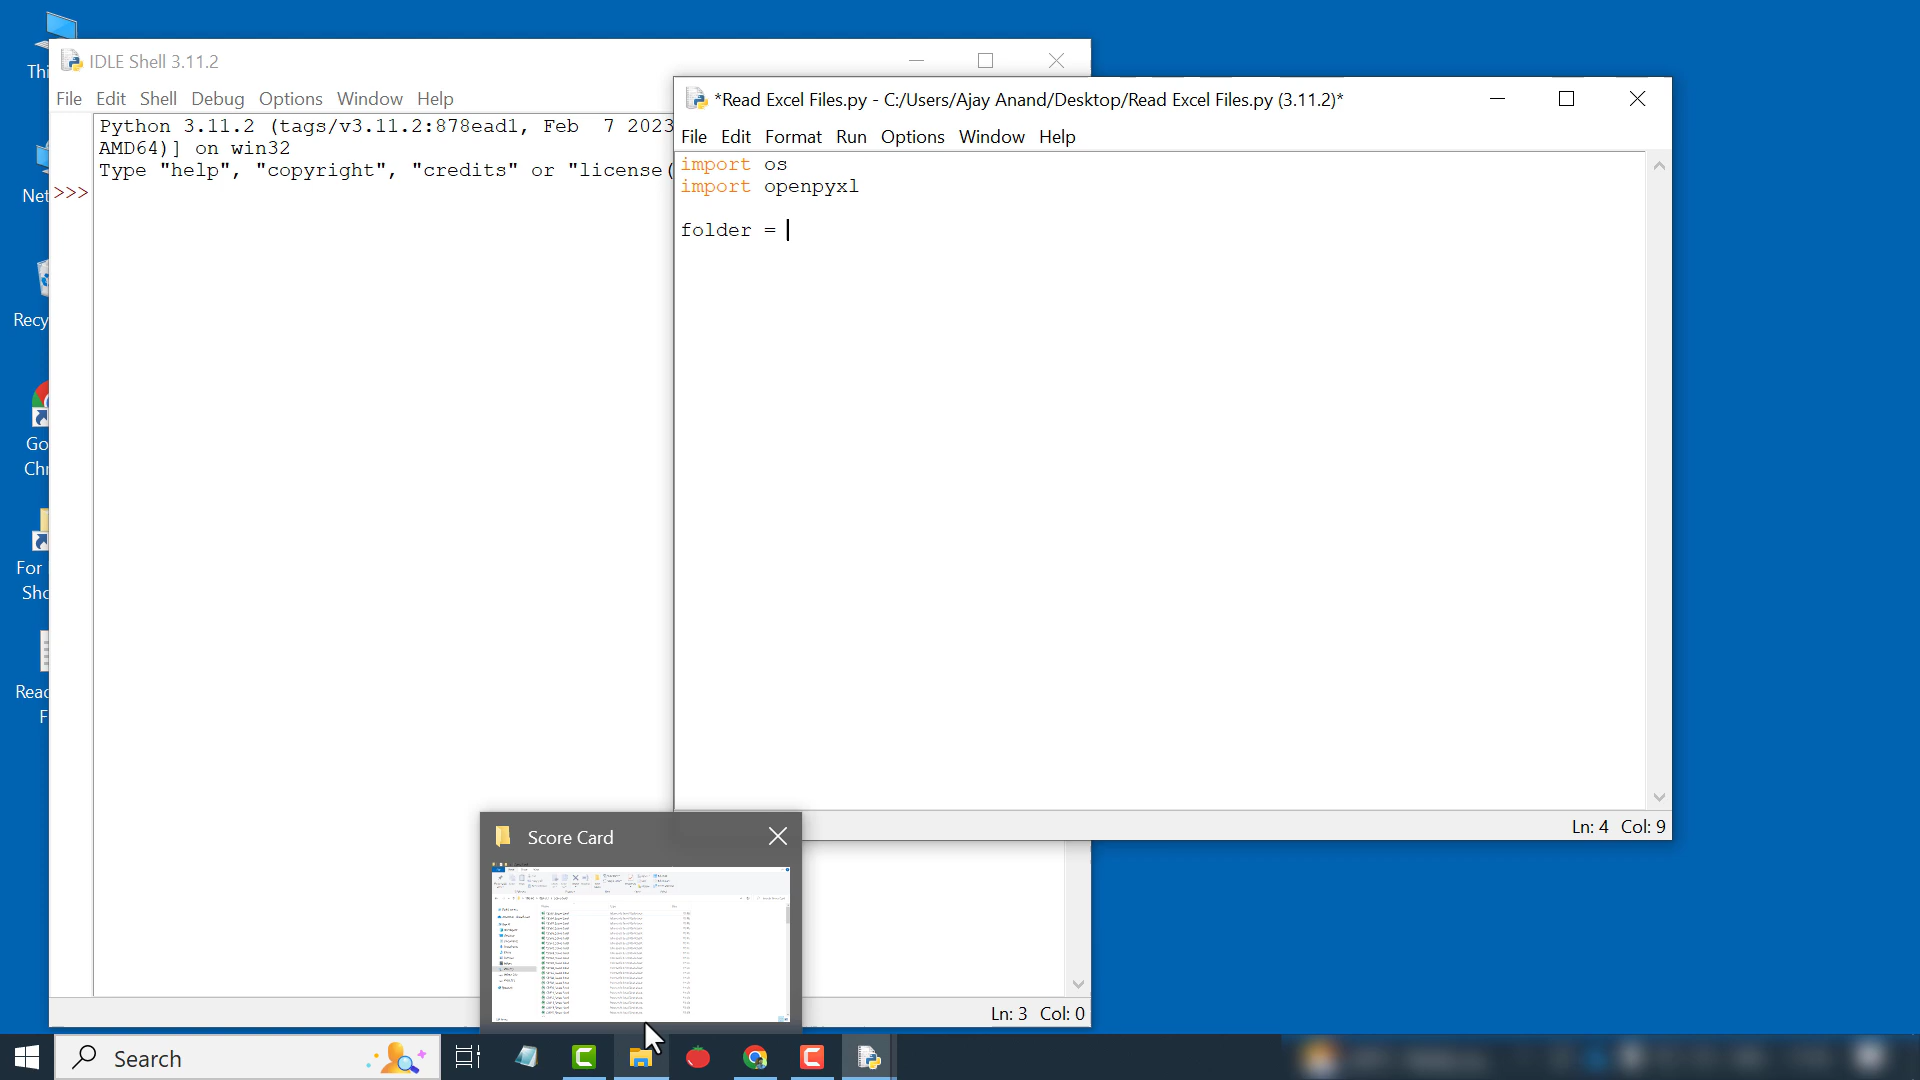 Thi
IDLE Shell 3.11.2
File Edit Shell Debug Options Window Help
Python 3.11.2 (tags/v3.11.2:878ead1, Feb 7 2023
AMD64)] on win32
Type "help", "copyright", "credits" or "license(
>>>
Net
Recy
Go
Chr
For
Sho
Read
F
*Read Excel Files.py - C:/Users/Ajay Anand/Desktop/Read Excel Files.py (3.11.2)*
File Edit Format Run Options Window Help
import os
import openpyxl
folder =
Ln: 4 Col: 9
Score Card
Ln: 3 Col: 0
Search